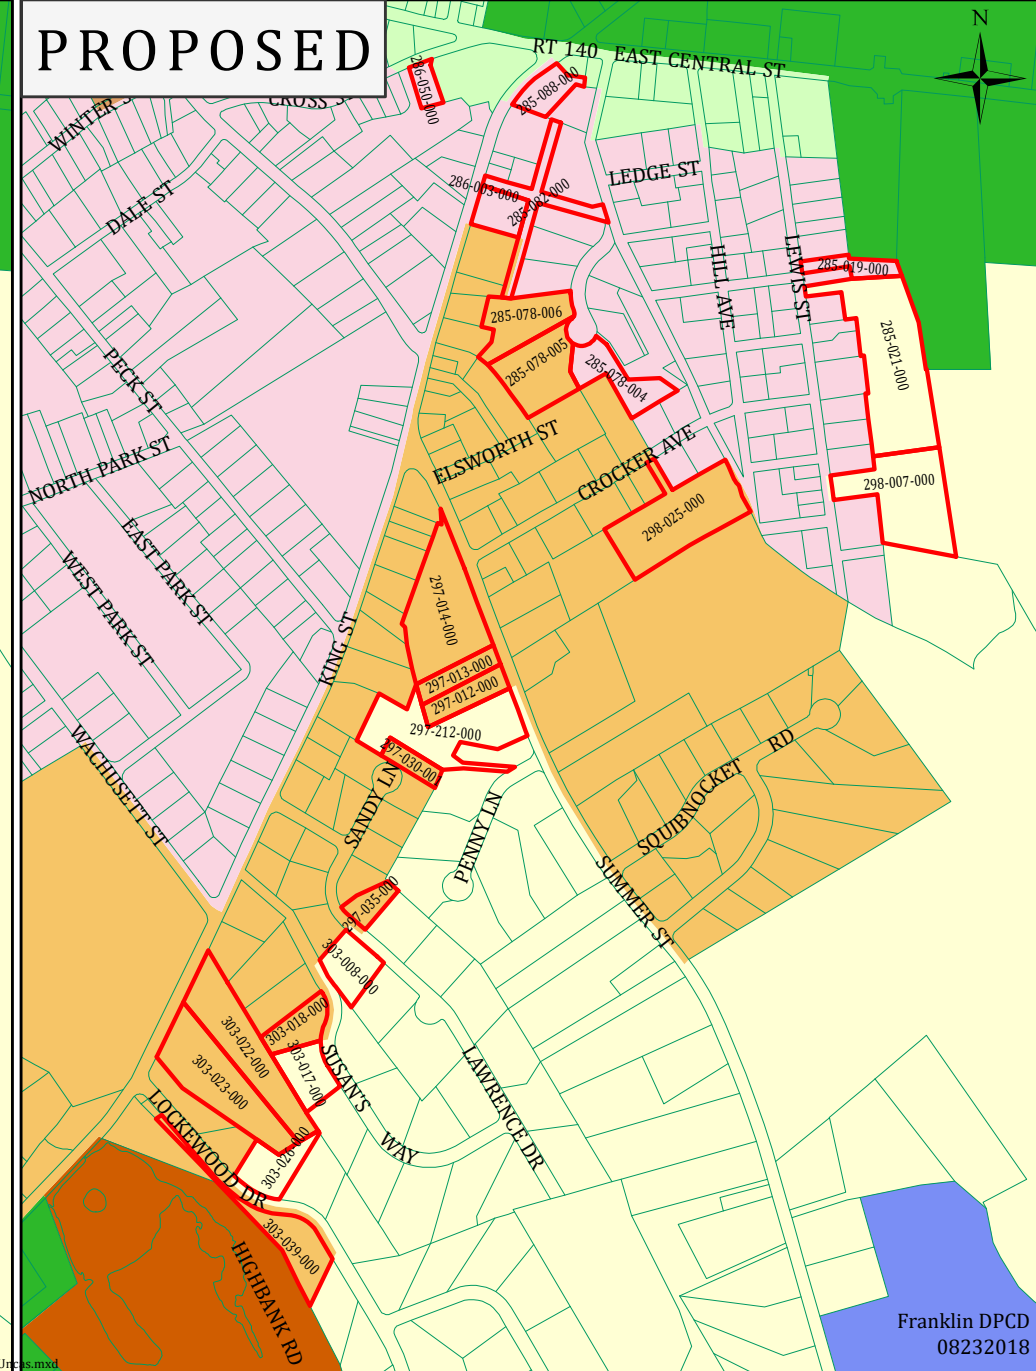 PROPOSED
N
RT 140 EAST CENTRAL ST
286-050-000
CROSS ST
WINTER S
285-088-000
LEDGE ST
DALE ST
286-003-000
285-082-000
HILL AVE
LEWIS ST
285-019-000
285-078-006
285-078-005
285-078-004
285-021-000
PECK ST
ELSWORTH ST
CROCKER AVE
NORTH PARK ST
298-007-000
298-025-000
EAST PARK ST
WEST PARK ST
297-014-000
KING ST
297-013-000
297-012-000
297-212-000
297-030-001
WACHUSETT ST
SANDY LN
PENNY LN
SQUIBNOCKET RD
SUMMER ST
297-035-000
303-008-000
303-018-000
303-022-000
303-017-000
303-023-000
SUSAN'S WAY
LAWRENCE DR
LOCKEWOOD DR
303-026-000
303-039-000
HIGHBANK RD
Franklin DPCD
08232018
Uncas.mxd